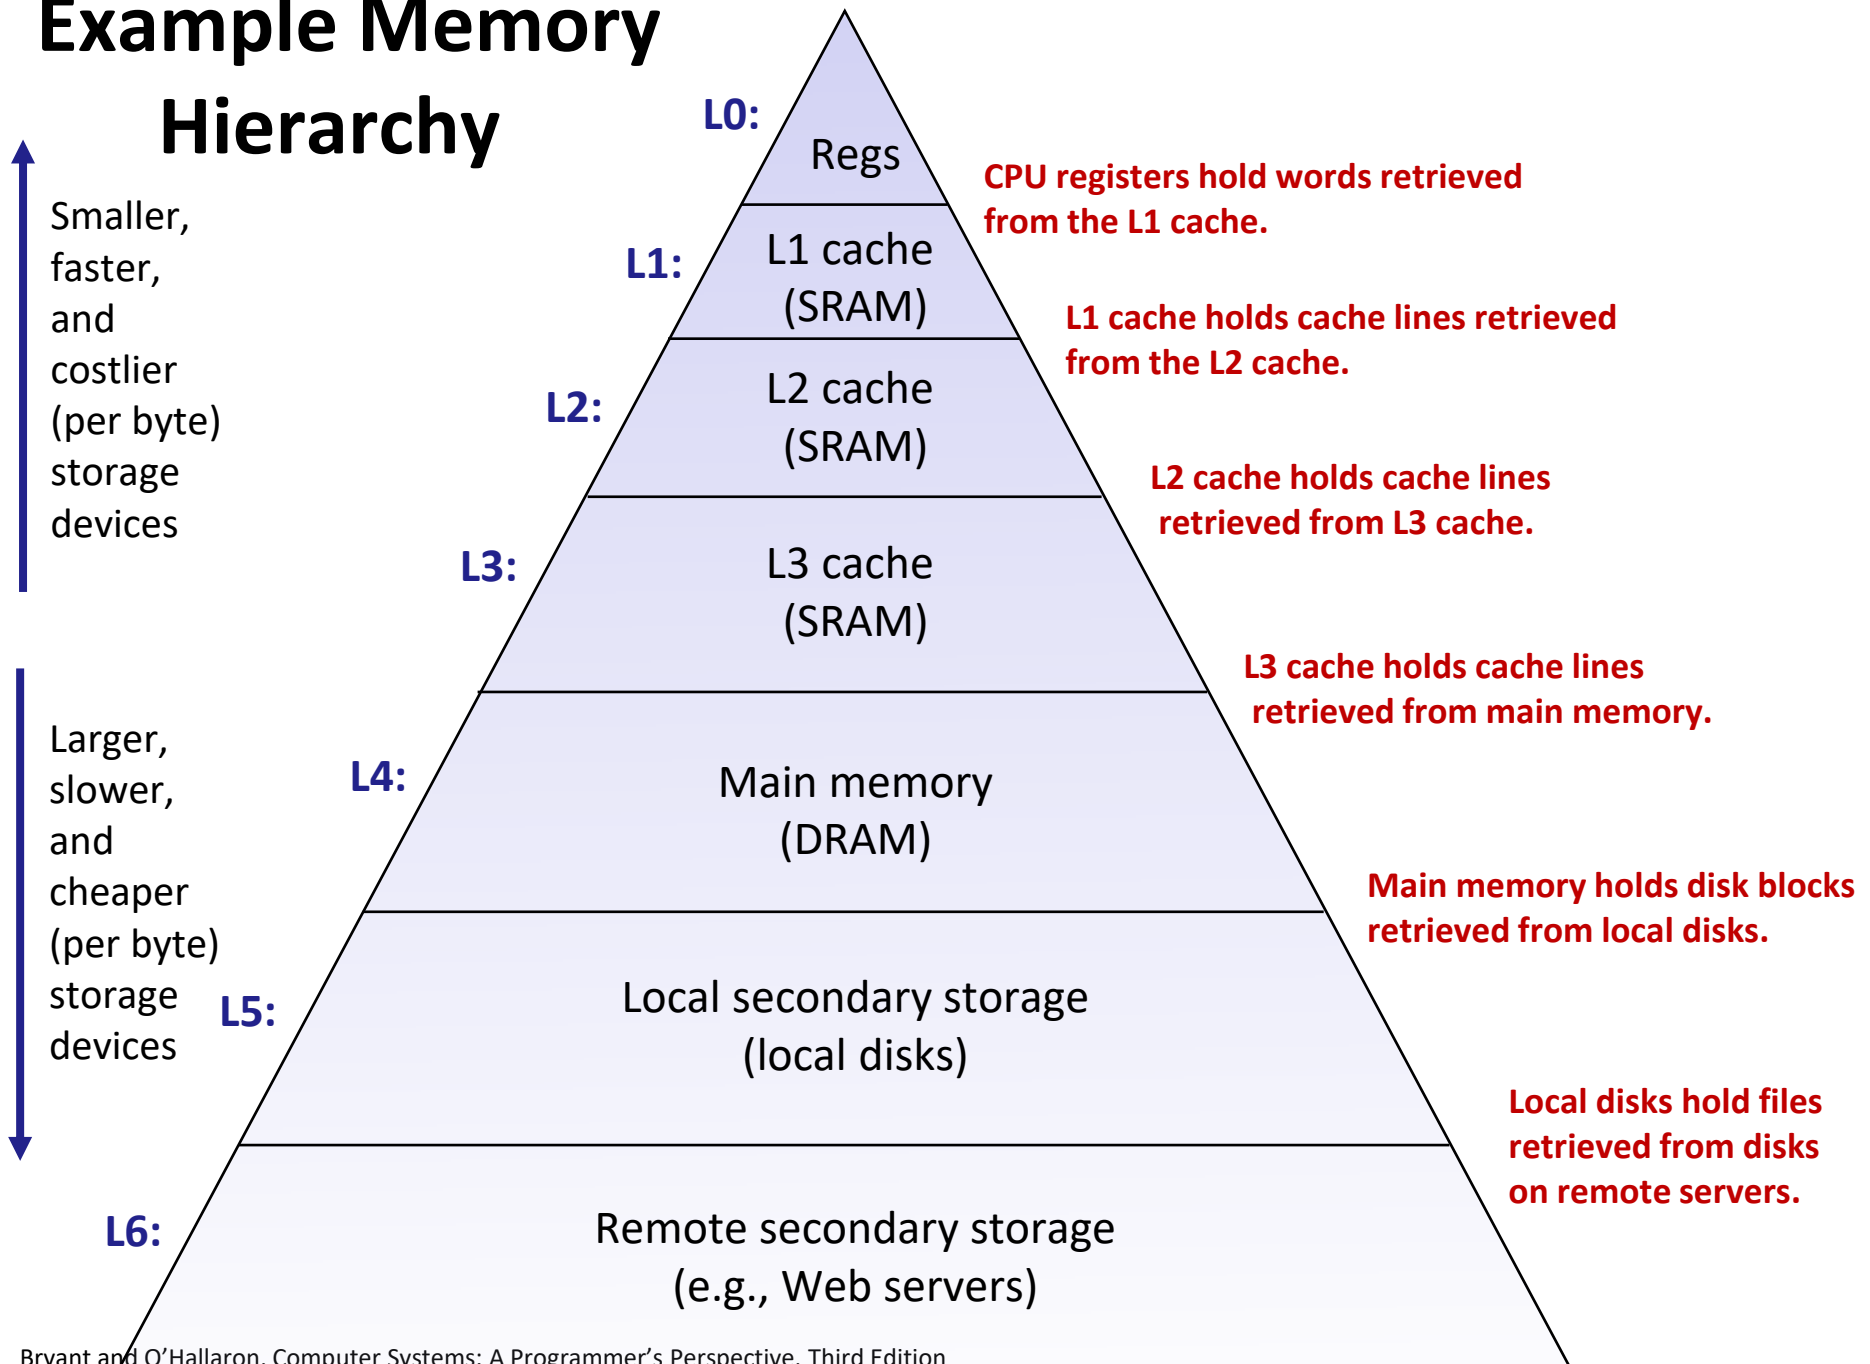 Example Memory
Hierarchy
Smaller,
faster,
and
costlier
(per byte)
storage
devices
Larger,
slower,
and
cheaper
(per byte)
storage
devices
L0:
Regs
CPU registers hold words retrieved
from the L1 cache.
L1:
L1 cache
(SRAM)
L1 cache holds cache lines retrieved
from the L2 cache.
L2:
L2 cache
(SRAM)
L2 cache holds cache lines
retrieved from L3 cache.
L3:
L3 cache
(SRAM)
L3 cache holds cache lines
retrieved from main memory.
L4:
Main memory
(DRAM)
Main memory holds disk blocks
retrieved from local disks.
L5:
Local secondary storage
(local disks)
Local disks hold files
retrieved from disks
on remote servers.
L6:
Remote secondary storage
(e.g., Web servers)
Bryant and O’Hallaron, Computer Systems: A Programmer’s Perspective, Third Edition